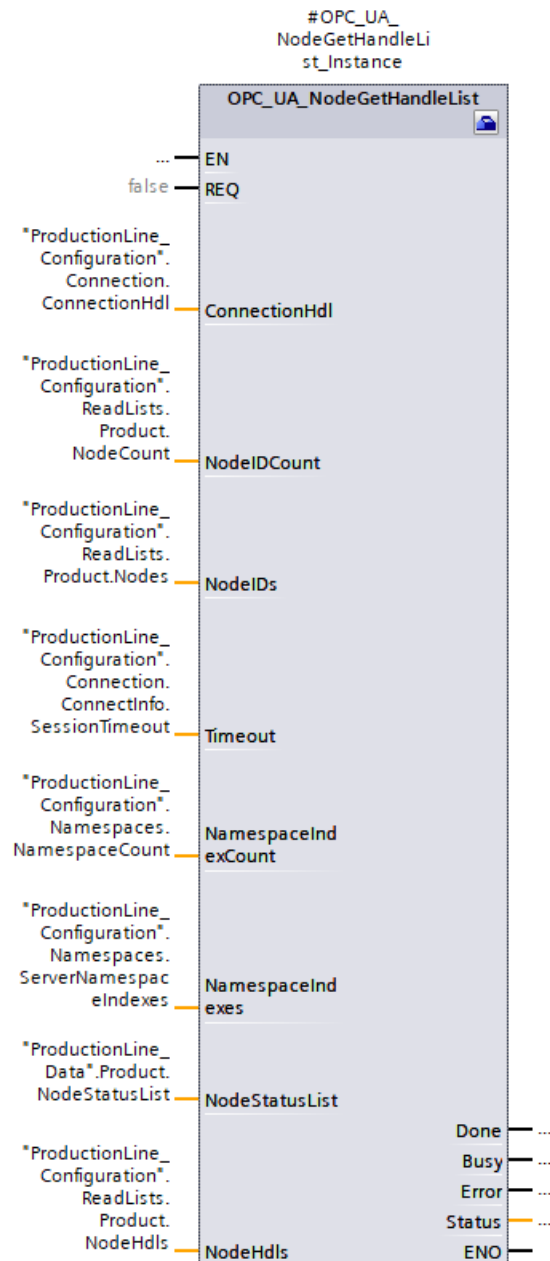 #OPC_UA_
NodeGetHandleLi
st_Instance
OPC_UA_NodeGetHandleList
...
EN
false
REQ
"ProductionLine_
Configuration".
Connection.
ConnectionHdl
ConnectionHdl
"ProductionLine_
Configuration".
ReadLists.
Product.
NodeCount
NodeIDCount
"ProductionLine_
Configuration".
ReadLists.
Product.Nodes
NodeIDs
"ProductionLine_
Configuration".
Connection.
ConnectInfo.
SessionTimeout
Timeout
"ProductionLine_
Configuration".
Namespaces.
NamespaceCount
NamespaceInd
exCount
"ProductionLine_
Configuration".
Namespaces.
ServerNamespac
eIndexes
NamespaceInd
exes
"ProductionLine_
Data".Product.
NodeStatusList
NodeStatusList
Done
...
Busy
...
Error
...
Status
...
"ProductionLine_
Configuration".
ReadLists.
Product.
NodeHdls
NodeHdls
ENO